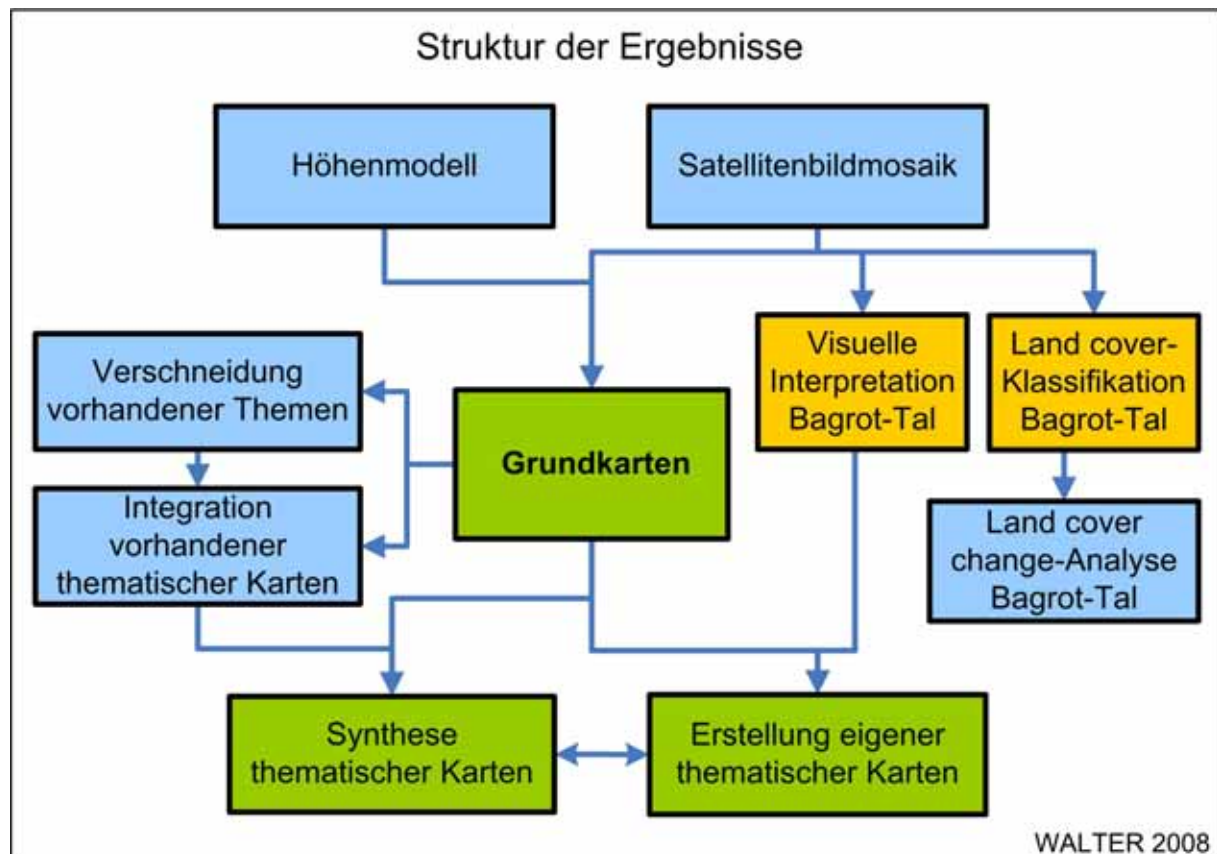 Struktur der Ergebnisse
Höhenmodell
Satellitenbildmosaik
Verschneidung
vorhandener Themen
Visuelle
Interpretation
Bagrot-Tal
Land cover-
Klassifikation
Bagrot-Tal
Grundkarten
Integration
vorhandener
thematischer Karten
Land cover
change-Analyse
Bagrot-Tal
Synthese
thematischer Karten
Erstellung eigener
thematischer Karten
WALTER 2008